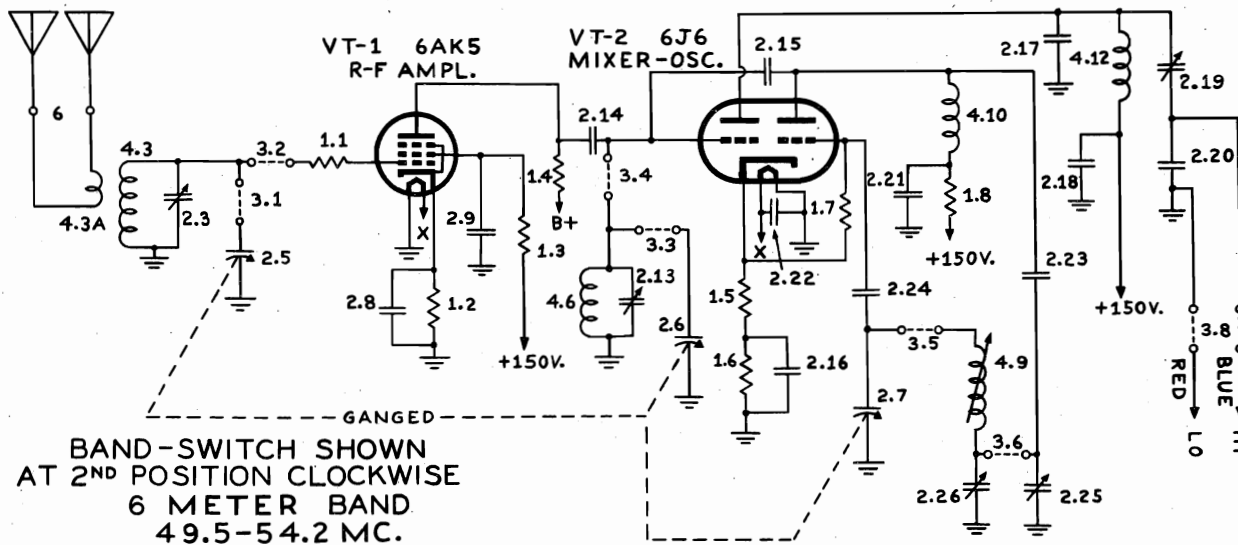 VT-1 6AK5
R-F AMPL.
VT-2 6J6
MIXER-OSC.
2.15
2.17
4.12
2.19
6
4.3
3.2
1.1
2.14
4.10
3.1
1.4
3.4
2.20
4.3A
2.3
X
2.9
B+
2.21
1.8
2.18
1.7
2.5
1.3
3.3
X
2.22
+150V.
2.23
2.8
1.2
4.6
2.13
1.5
2.24
+150V.
+150V.
2.6
3.5
3.8
1.6
2.16
4.9
RED
BLUE
2.7
LO
GANGED
3.6
2.26
2.25
BAND-SWITCH SHOWN
AT 2ND POSITION CLOCKWISE
6 METER BAND
49.5-54.2 MC.